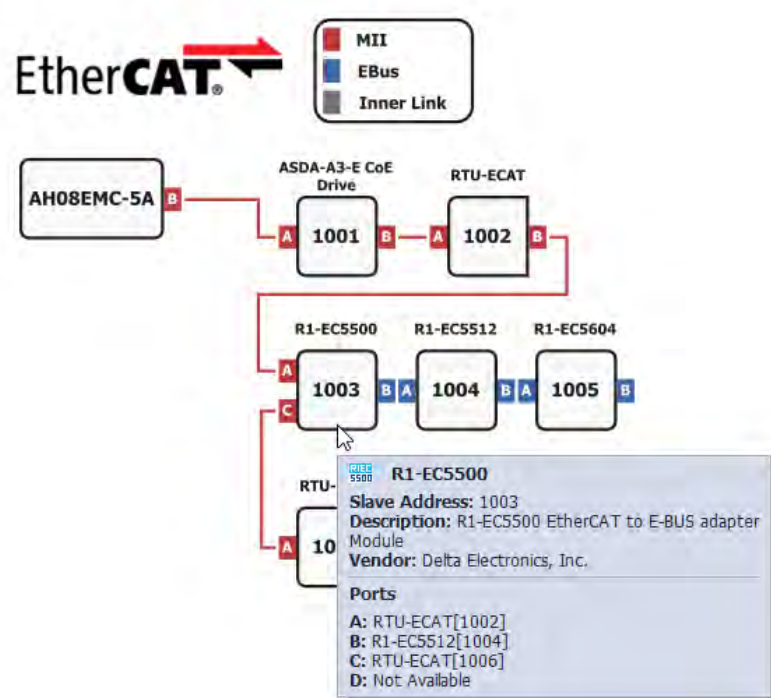 EtherCAT®
MII
EBus
Inner Link
AH08EMC-5A
B
ASDA-A3-E CoE
Drive
A
1001
B
RTU-ECAT
A
1002
B
R1-EC5500
A
C
1003
B
R1-EC5512
A
1004
B
R1-EC5604
A
1005
B
RTU-
A
10
R1EC
5500
R1-EC5500
Slave Address: 1003
Description: R1-EC5500 EtherCAT to E-BUS adapter
Module
Vendor: Delta Electronics, Inc.
Ports
A: RTU-ECAT[1002]
B: R1-EC5512[1004]
C: RTU-ECAT[1006]
D: Not Available